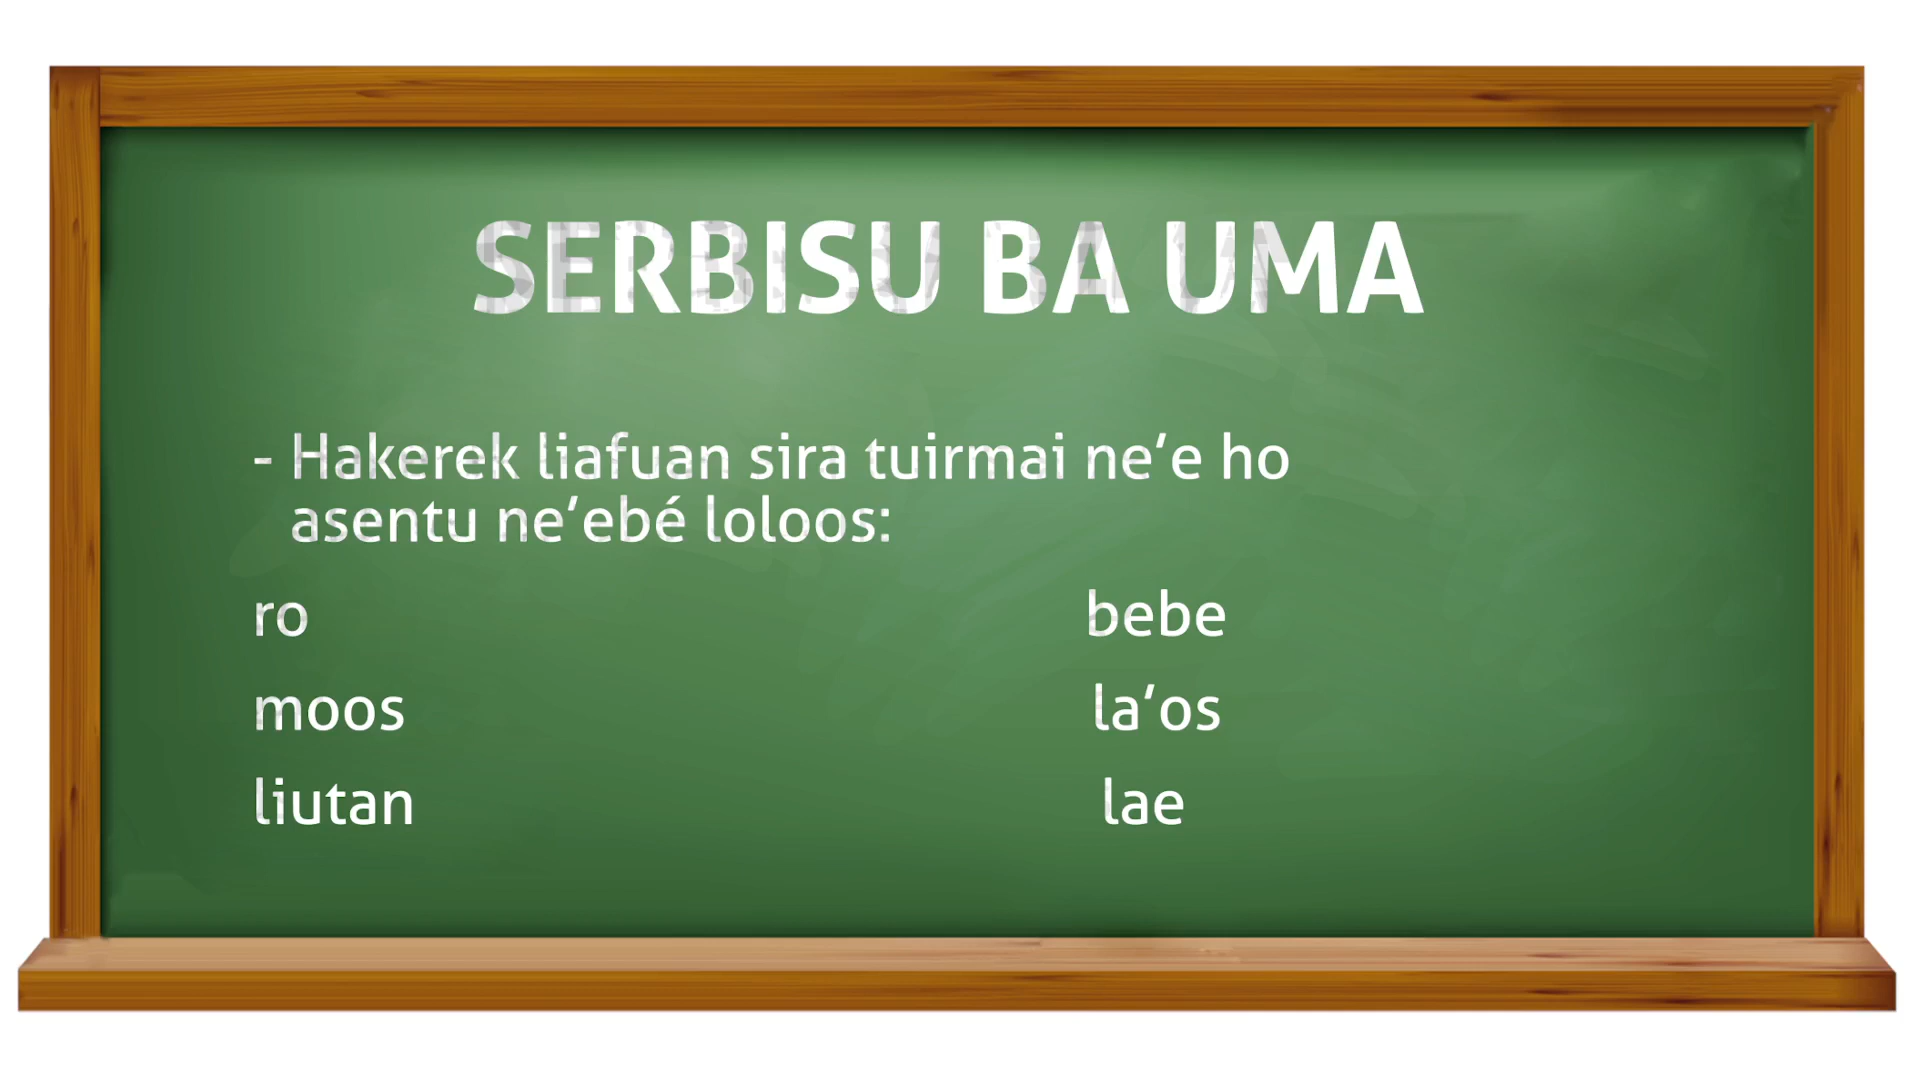 SERBISU BA UMA
- Hakerek liafuan sira tuirmai ne’e ho
asentu ne’ebé loloos:
ro bebe
moos la’os
liutan lae